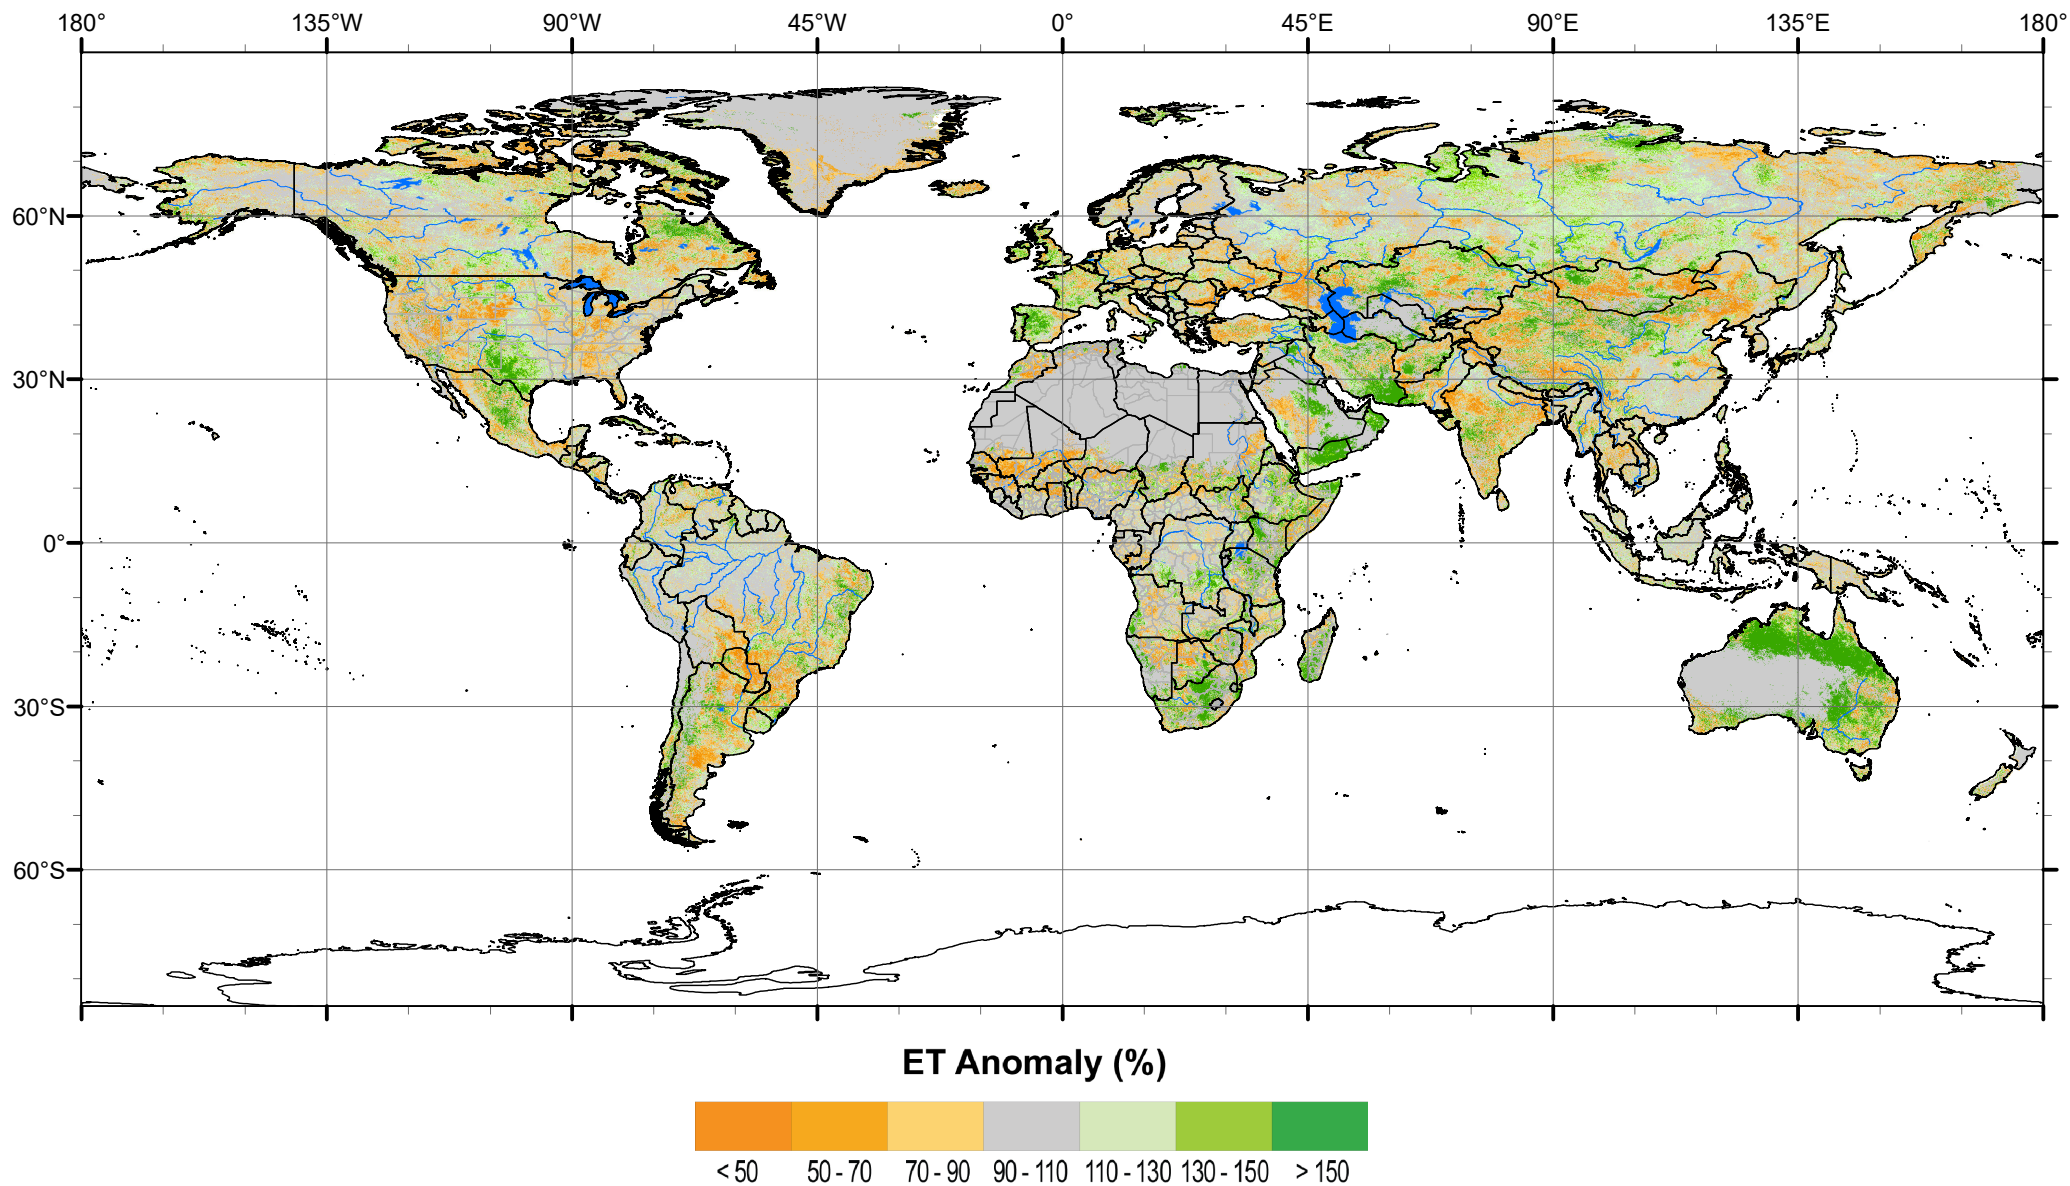 180° 135°W 90°W 45°W 0° 45°E 90°E 135°E 180°
60°N
30°N
0°
30°S
60°S
ET Anomaly (%)
< 50 50 - 70 70 - 90 90 - 110 110 - 130 130 - 150 > 150